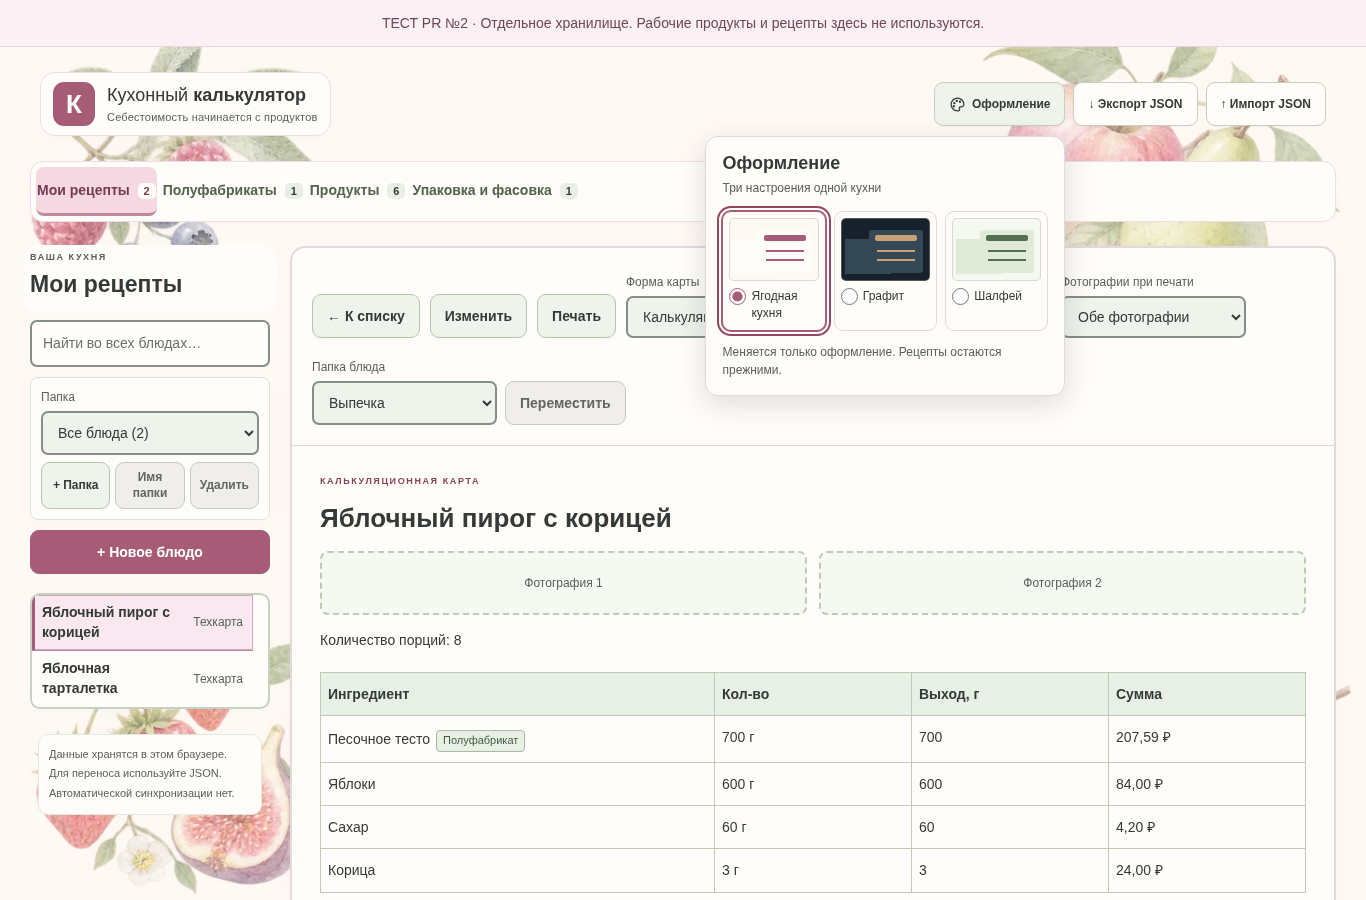 ТЕСТ PR №2 · Отдельное хранилище. Рабочие продукты и рецепты здесь не используются.
К
Кухонный калькулятор
Себестоимость начинается с продуктов
Оформление
↓ Экспорт JSON
↑ Импорт JSON
Мои рецепты 2
Полуфабрикаты 1
Продукты 6
Упаковка и фасовка 1
Оформление
Три настроения одной кухни
Ягодная
кухня
Графит
Шалфей
Меняется только оформление. Рецепты остаются
прежними.
ВАША КУХНЯ
Мои рецепты
Найти во всех блюдах…
Папка
Все блюда (2)
+ Папка
Имя
папки
Удалить
+ Новое блюдо
Яблочный пирог с
корицей
Техкарта
Яблочная
тарталетка
Техкарта
Данные хранятся в этом браузере.
Для переноса используйте JSON.
Автоматической синхронизации нет.
← К списку
Изменить
Печать
Форма карты
Фотографии при печати
Обе фотографии
Папка блюда
Выпечка
Переместить
КАЛЬКУЛЯЦИОННАЯ КАРТА
Яблочный пирог с корицей
Фотография 1
Фотография 2
Количество порций: 8
Ингредиент Кол-во Выход, г Сумма
Песочное тесто Полуфабрикат 700 г 700 207,59 ₽
Яблоки 600 г 600 84,00 ₽
Сахар 60 г 60 4,20 ₽
Корица 3 г 3 24,00 ₽